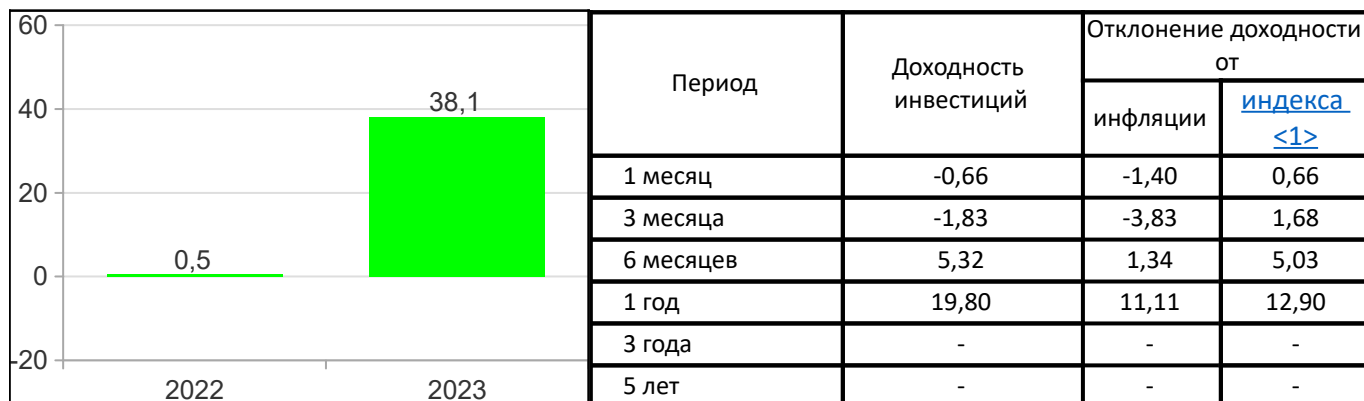 60
40
20
0
-20
0,5
38,1
2022
2023
Период
Доходность
инвестиций
Отклонение доходности
от
инфляции
индекса
<1>
1 месяц -0,66 -1,40 0,66
3 месяца -1,83 -3,83 1,68
6 месяцев 5,32 1,34 5,03
1 год 19,80 11,11 12,90
3 года - - -
5 лет - - -